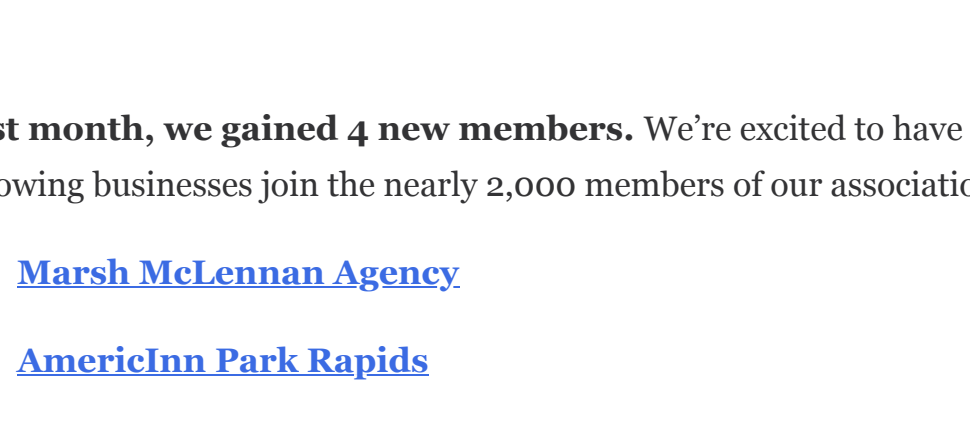 st month, we gained 4 new members. We’re excited to have
owing businesses join the nearly 2,000 members of our associatio
Marsh McLennan Agency
AmericInn Park Rapids